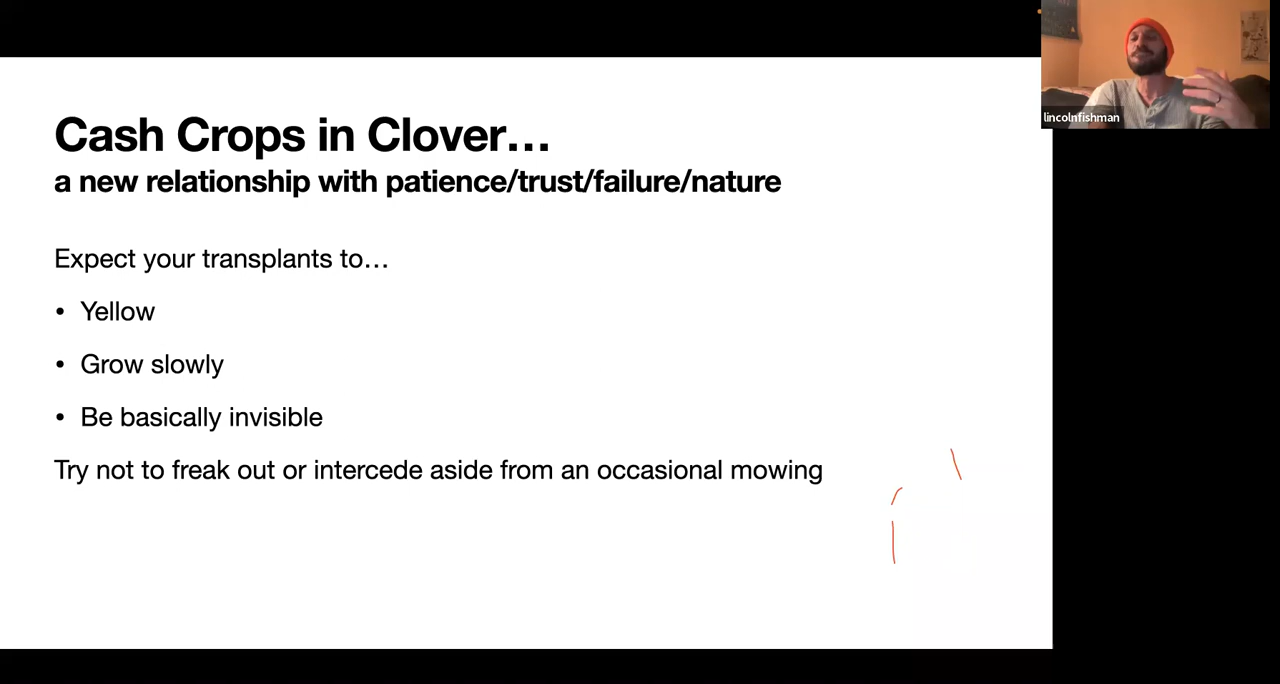 lincolnfishman
Cash Crops in Clover…
a new relationship with patience/trust/failure/nature
Expect your transplants to…
• Yellow
• Grow slowly
• Be basically invisible
Try not to freak out or intercede aside from an occasional mowing